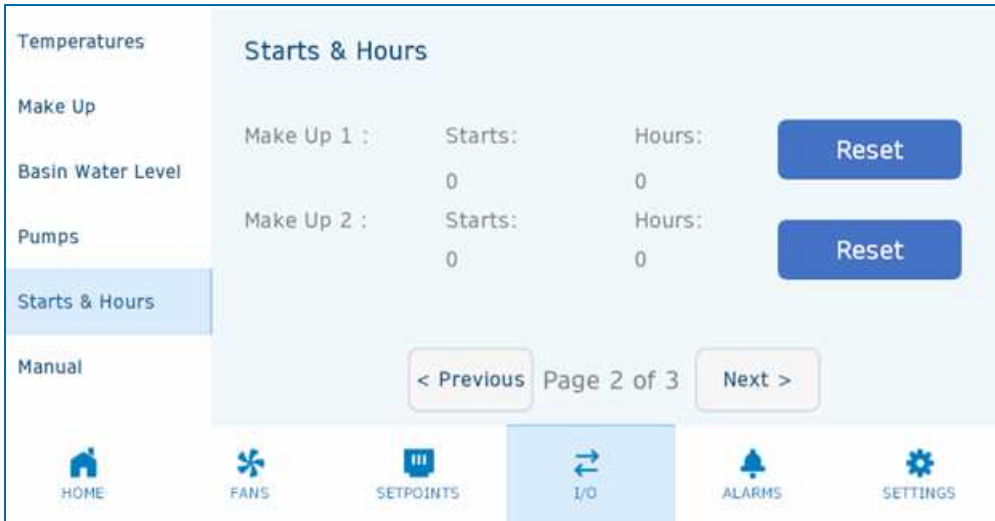 Temperatures
Make Up
Basin Water Level
Pumps
Starts & Hours
Manual
Starts & Hours
Make Up 1 : Starts: Hours:
0 0
Reset
Make Up 2 : Starts: Hours:
0 0
Reset
< Previous Page 2 of 3 Next >
HOME FANS SETPOINTS I/O ALARMS SETTINGS